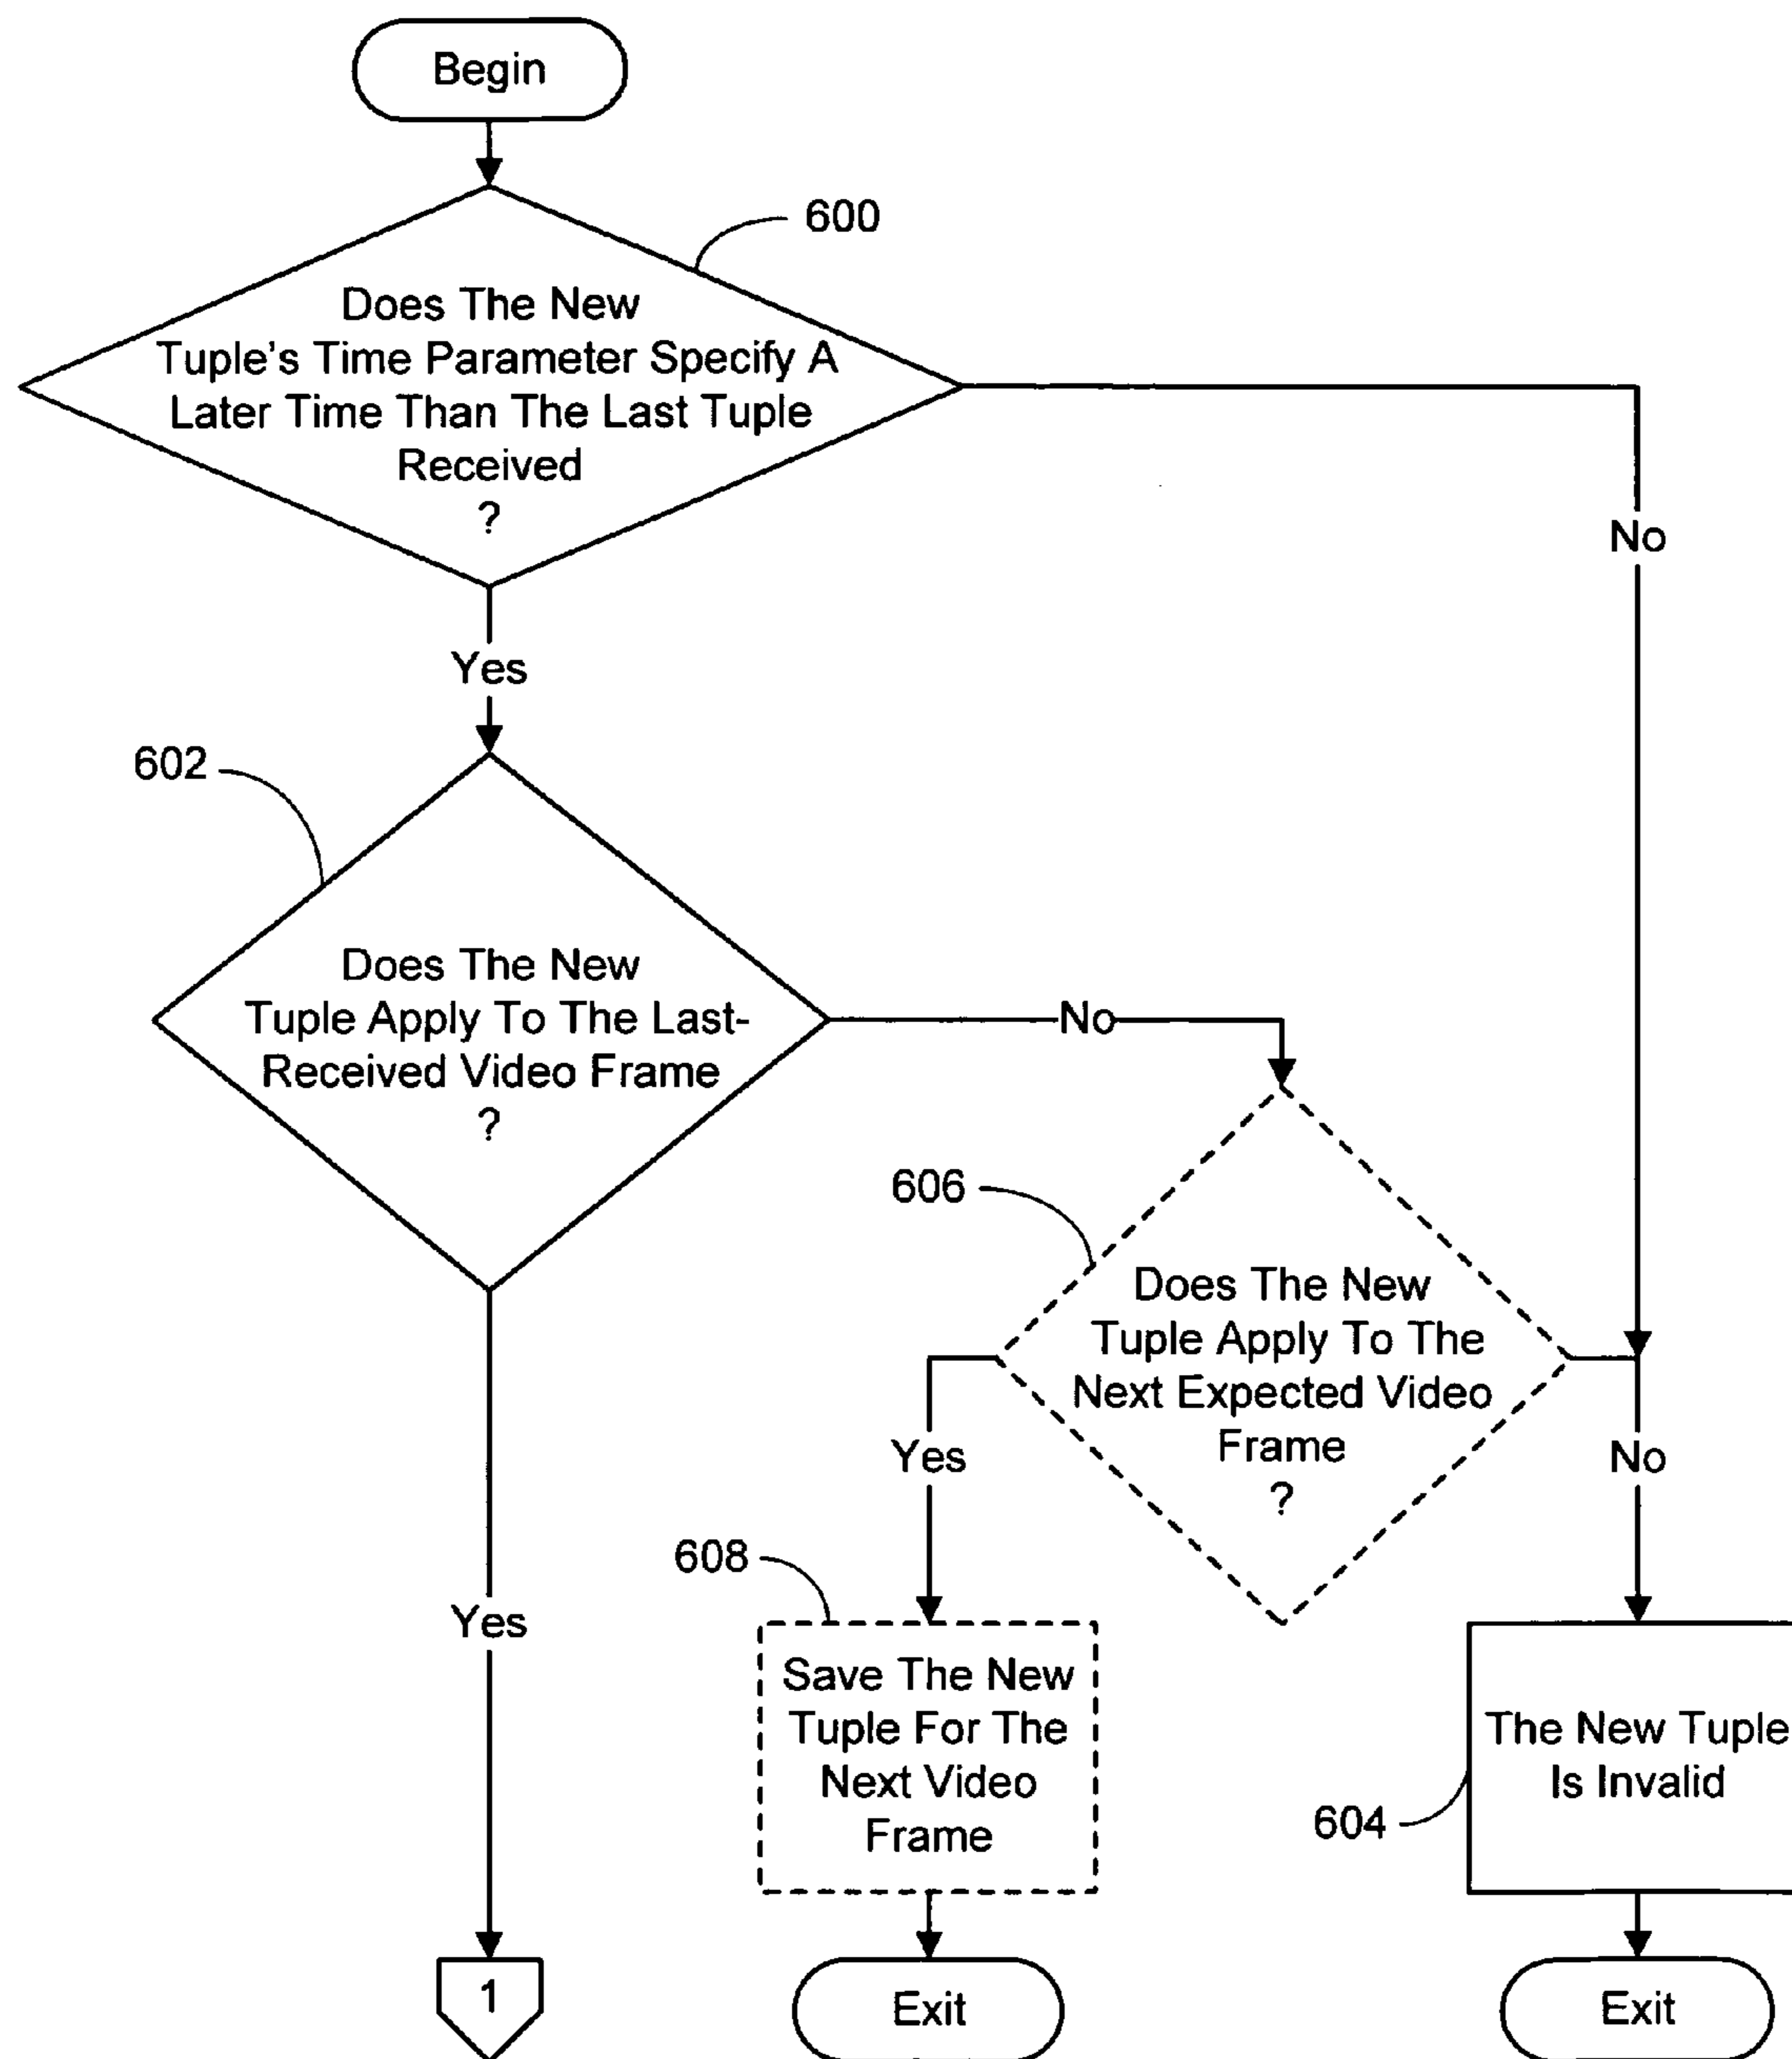 Begin
600
Does The New
Tuple's Time Parameter Specify A
Later Time Than The Last Tuple
Received
?
No
Yes
602
Does The New
Tuple Apply To The Last-
Received Video Frame
?
No
606
Does The New
Tuple Apply To The
Next Expected Video
Frame
?
Yes
No
608
Save The New
Tuple For The
Next Video
Frame
The New Tuple
Is Invalid
604
Yes
1
Exit
Exit